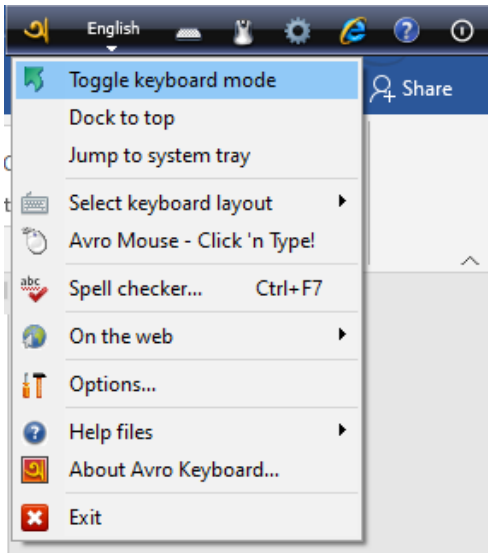 English
Share
Toggle keyboard mode
Dock to top
Jump to system tray
Select keyboard layout
Avro Mouse - Click 'n Type!
abc
Spell checker... Ctrl+F7
On the web
Options...
Help files
About Avro Keyboard...
Exit